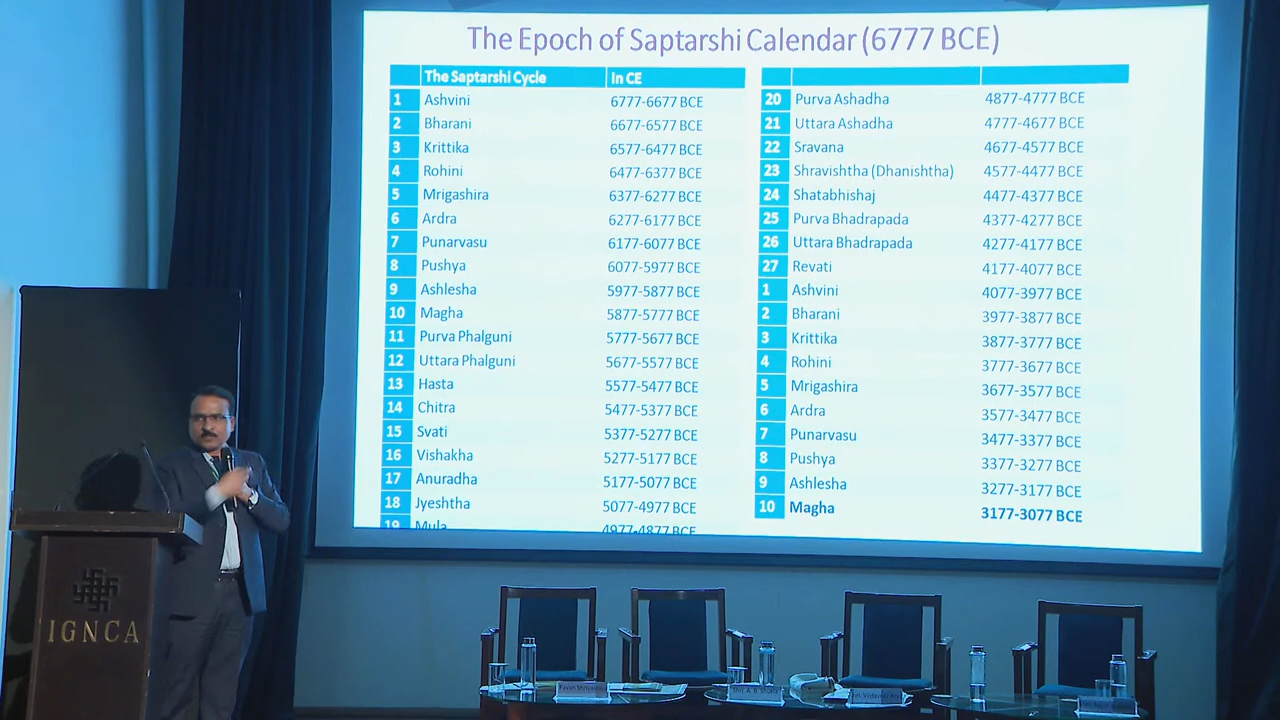 The Epoch of Saptarshi Calendar (6777 BCE)
The Saptarshi Cycle In CE
1 Ashvini 6777-6677 BCE
2 Bharani 6677-6577 BCE
3 Krittika 6577-6477 BCE
4 Rohini 6477-6377 BCE
5 Mrigashira 6377-6277 BCE
6 Ardra 6277-6177 BCE
7 Punarvasu 6177-6077 BCE
8 Pushya 6077-5977 BCE
9 Ashlesha 5977-5877 BCE
10 Magha 5877-5777 BCE
11 Purva Phalguni 5777-5677 BCE
12 Uttara Phalguni 5677-5577 BCE
13 Hasta 5577-5477 BCE
14 Chitra 5477-5377 BCE
15 Svati 5377-5277 BCE
16 Vishakha 5277-5177 BCE
17 Anuradha 5177-5077 BCE
18 Jyeshtha 5077-4977 BCE
19 Mula 4977-4877 BCE
20 Purva Ashadha 4877-4777 BCE
21 Uttara Ashadha 4777-4677 BCE
22 Sravana 4677-4577 BCE
23 Shravishtha (Dhanishtha) 4577-4477 BCE
24 Shatabhishaj 4477-4377 BCE
25 Purva Bhadrapada 4377-4277 BCE
26 Uttara Bhadrapada 4277-4177 BCE
27 Revati 4177-4077 BCE
1 Ashvini 4077-3977 BCE
2 Bharani 3977-3877 BCE
3 Krittika 3877-3777 BCE
4 Rohini 3777-3677 BCE
5 Mrigashira 3677-3577 BCE
6 Ardra 3577-3477 BCE
7 Punarvasu 3477-3377 BCE
8 Pushya 3377-3277 BCE
9 Ashlesha 3277-3177 BCE
10 Magha 3177-3077 BCE
IGNCA